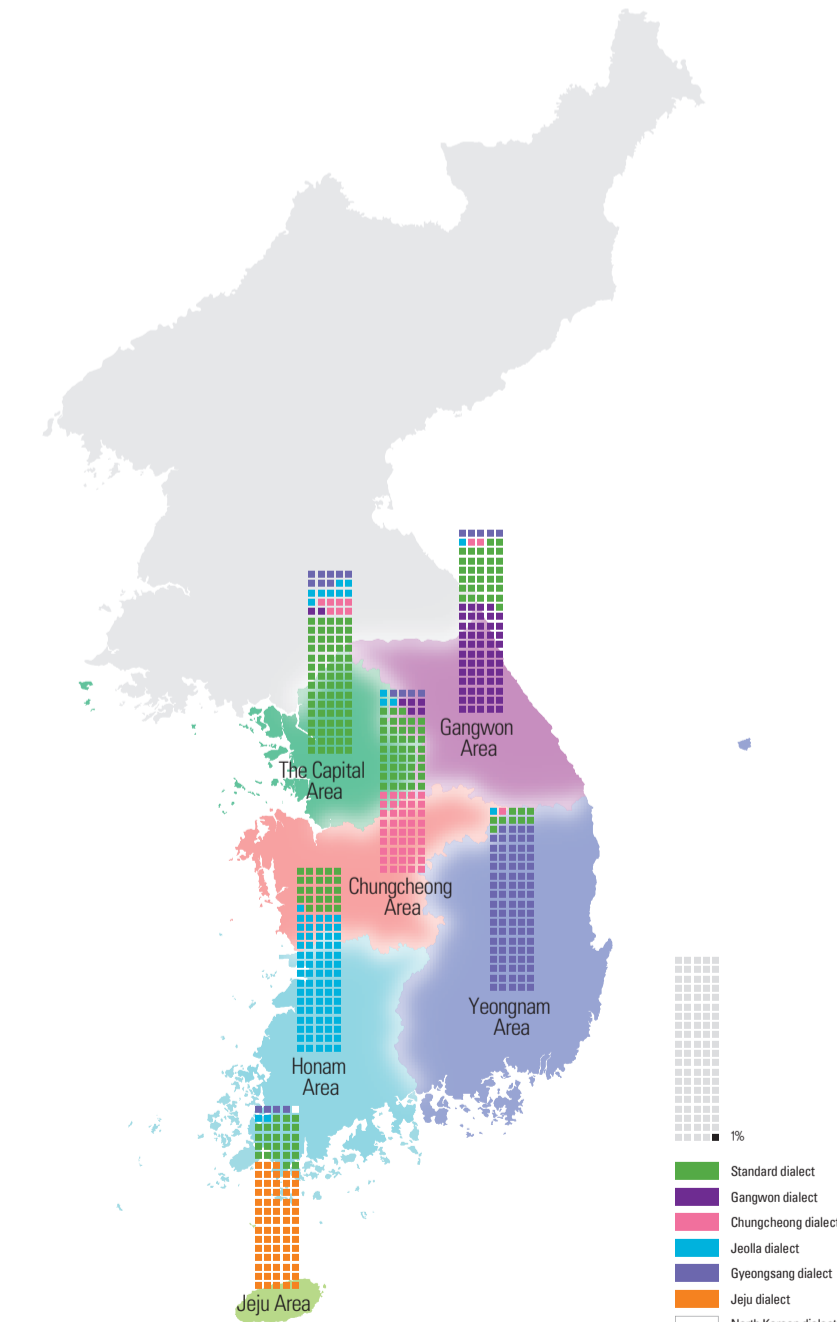 Gangwon
Area
The Capital
Area
Chungcheong
Area
Yeongnam
Area
Honam
Area
Jeju Area
1%
Standard dialect
Gangwon dialect
Chungcheong dialect
Jeolla dialect
Gyeongsang dialect
Jeju dialect